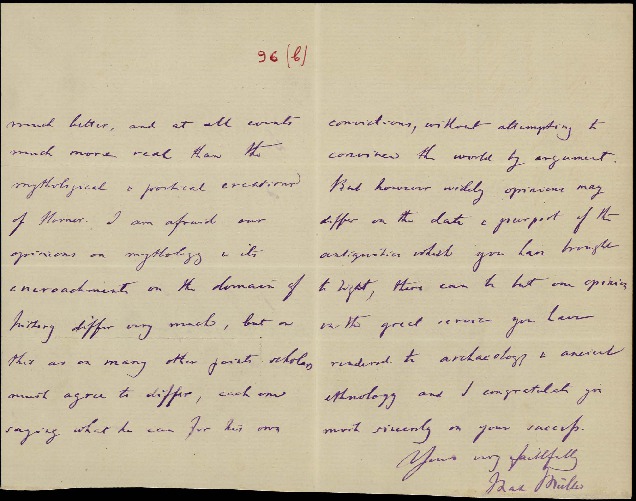 96 (b)
much better, and at all events
much more real than the
mythological & poetical creations
of Homer. I am afraid our
opinions on mythology & its
encroachments on the domain of
history differ very much, but on
this as on many other points scholars
must agree to differ, each one
saying what he can for his own
convictions, without attempting to
convince the world by argument.
But however widely opinions may
differ on the date & purport of the
antiquities which you have brought
to light, there can be but one opinion
on the great service you have
rendered to archaeology & ancient
ethnology and I congratulate you
most sincerely on your success.
Yours very faithfully
Max Müller